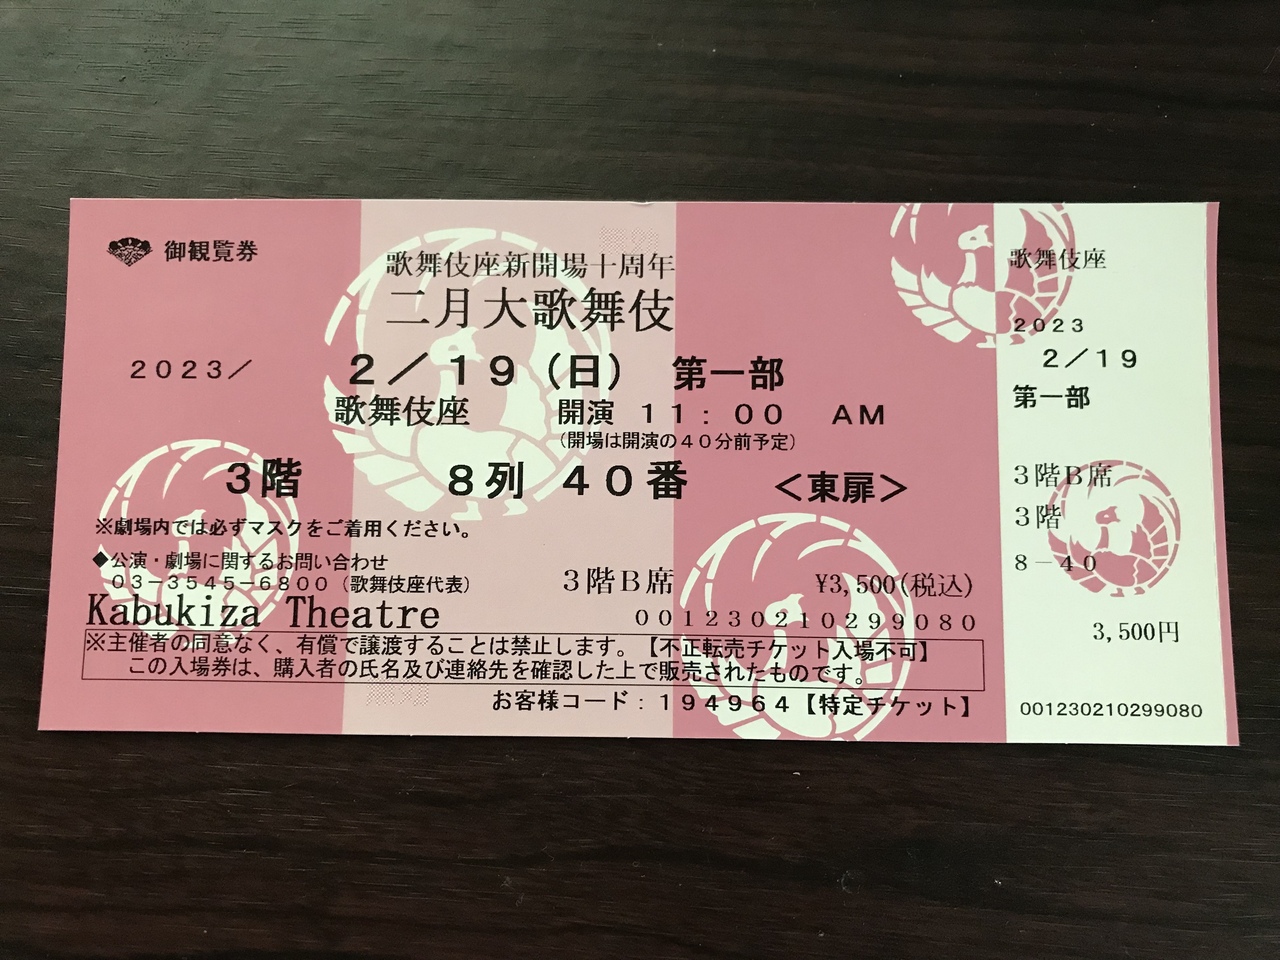 御観覧券
歌舞伎座新開場十周年
二月大歌舞伎
２０２３／ ２／１９（日） 第一部
歌舞伎座 開演 １１：００ ＡＭ
（開場は開演の４０分前予定）
３階 ８列 ４０番 ＜東扉＞
※劇場内では必ずマスクをご着用ください。
◆公演・劇場に関するお問い合わせ
０３－３５４５－６８００（歌舞伎座代表）
３階Ｂ席 ¥3,500(税込)
Kabukiza Theatre ００１２３０２１０２９９０８０
※主催者の同意なく、有償で譲渡することは禁止します。【不正転売チケット入場不可】
この入場券は、購入者の氏名及び連絡先を確認した上で販売されたものです。
お客様コード：１９４９６４【特定チケット】
歌舞伎座
２０２３
２／１９
第一部
３階Ｂ席
３階
８－４０
3,500円
001230210299080